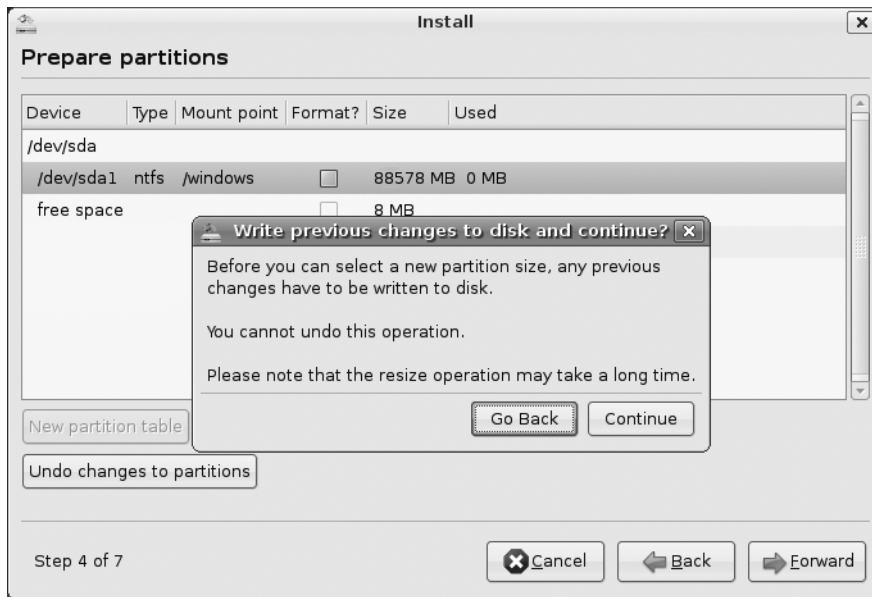 Install
Prepare partitions
Device Type Mount point Format? Size Used
/dev/sda
/dev/sda1 ntfs /windows 88578 MB 0 MB
free space 8 MB
Write previous changes to disk and continue?
Before you can select a new partition size, any previous
changes have to be written to disk.
You cannot undo this operation.
Please note that the resize operation may take a long time.
Go Back Continue
New partition table
Undo changes to partitions
Step 4 of 7 Cancel Back Forward